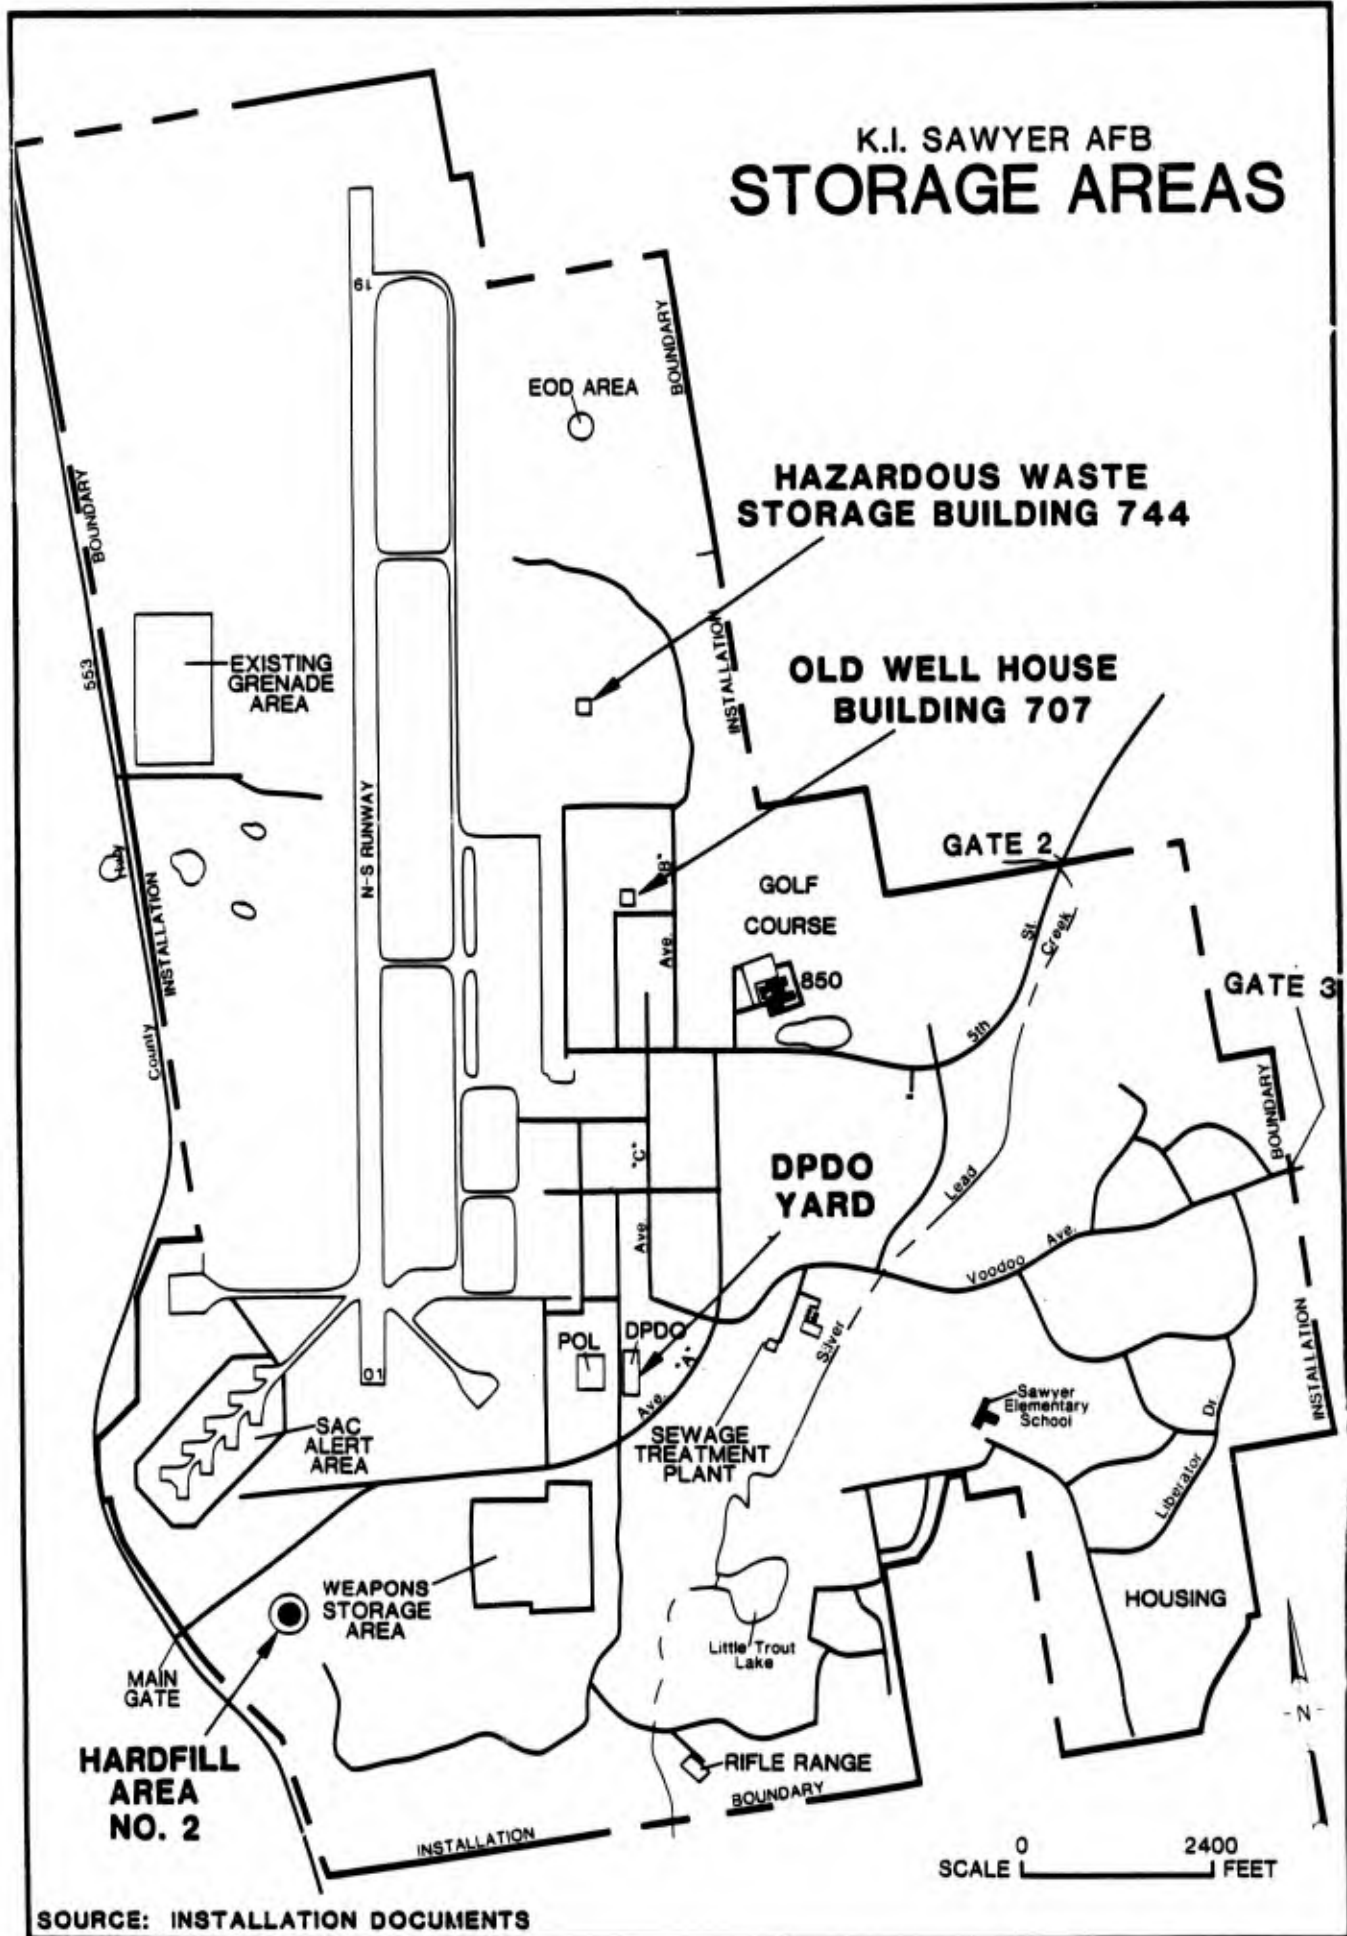 K.I. SAWYER AFB
STORAGE AREAS
19
BOUNDARY
EOD AREA
HAZARDOUS WASTE
STORAGE BUILDING 744
BOUNDARY
INSTALLATION
EXISTING
GRENADE
AREA
553
OLD WELL HOUSE
BUILDING 707
N-S RUNWAY
GATE 2
"B"
Ave.
GOLF
COURSE
850
St.
Creek
Hwy
INSTALLATION
GATE 3
County
5th
BOUNDARY
"C"
Ave
DPDO
YARD
Lead
Voodoo Ave.
INSTALLATION
Silver
POL
DPDO
"A"
Ave.
01
SAC
ALERT
AREA
SEWAGE
TREATMENT
PLANT
Sawyer
Elementary
School
Dr.
Liberator
WEAPONS
STORAGE
AREA
HOUSING
Little Trout
Lake
MAIN
GATE
- N -
HARDFILL
AREA
NO. 2
RIFLE RANGE
BOUNDARY
INSTALLATION
0 2400
SCALE FEET
SOURCE: INSTALLATION DOCUMENTS